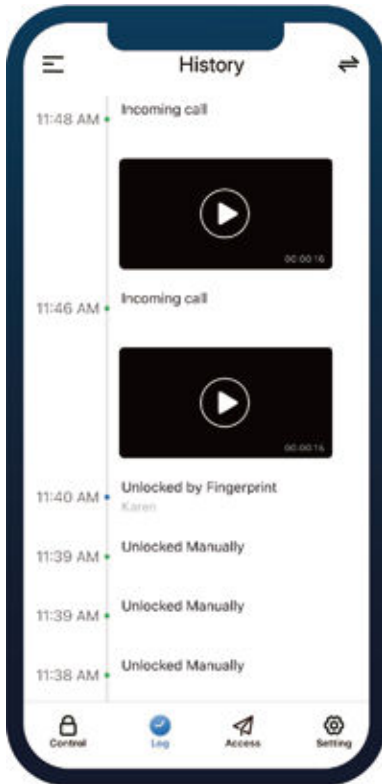 History
11:48 AM
Incoming call
00:00:16
11:46 AM
Incoming call
00:00:16
11:40 AM
Unlocked by Fingerprint
Karen
11:39 AM
Unlocked Manually
11:39 AM
Unlocked Manually
11:38 AM
Unlocked Manually
Control
Log
Access
Setting